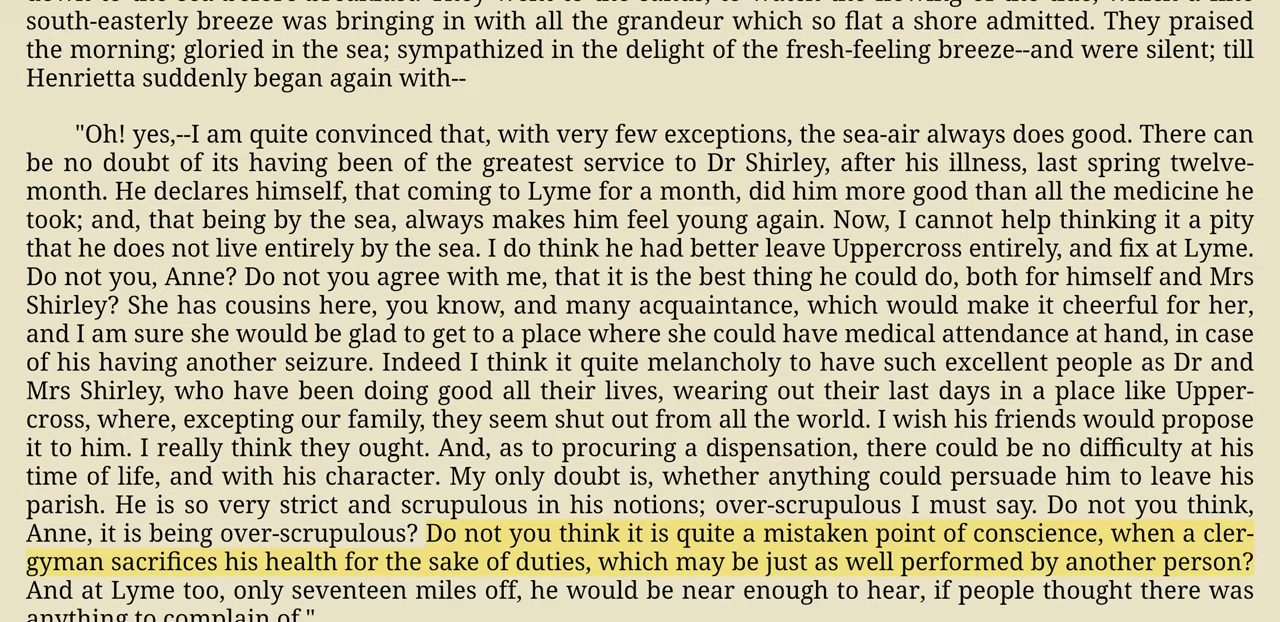 south-easterly breeze was bringing in with all the grandeur which so flat a shore admitted. They praised
the morning; gloried in the sea; sympathized in the delight of the fresh-feeling breeze--and were silent; till
Henrietta suddenly began again with--
"Oh! yes,--I am quite convinced that, with very few exceptions, the sea-air always does good. There can
be no doubt of its having been of the greatest service to Dr Shirley, after his illness, last spring twelve-
month. He declares himself, that coming to Lyme for a month, did him more good than all the medicine he
took; and, that being by the sea, always makes him feel young again. Now, I cannot help thinking it a pity
that he does not live entirely by the sea. I do think he had better leave Uppercross entirely, and fix at Lyme.
Do not you, Anne? Do not you agree with me, that it is the best thing he could do, both for himself and Mrs
Shirley? She has cousins here, you know, and many acquaintance, which would make it cheerful for her,
and I am sure she would be glad to get to a place where she could have medical attendance at hand, in case
of his having another seizure. Indeed I think it quite melancholy to have such excellent people as Dr and
Mrs Shirley, who have been doing good all their lives, wearing out their last days in a place like Upper-
cross, where, excepting our family, they seem shut out from all the world. I wish his friends would propose
it to him. I really think they ought. And, as to procuring a dispensation, there could be no difficulty at his
time of life, and with his character. My only doubt is, whether anything could persuade him to leave his
parish. He is so very strict and scrupulous in his notions; over-scrupulous I must say. Do not you think,
Anne, it is being over-scrupulous? Do not you think it is quite a mistaken point of conscience, when a cler-
gyman sacrifices his health for the sake of duties, which may be just as well performed by another person?
And at Lyme too, only seventeen miles off, he would be near enough to hear, if people thought there was
anything to complain of."